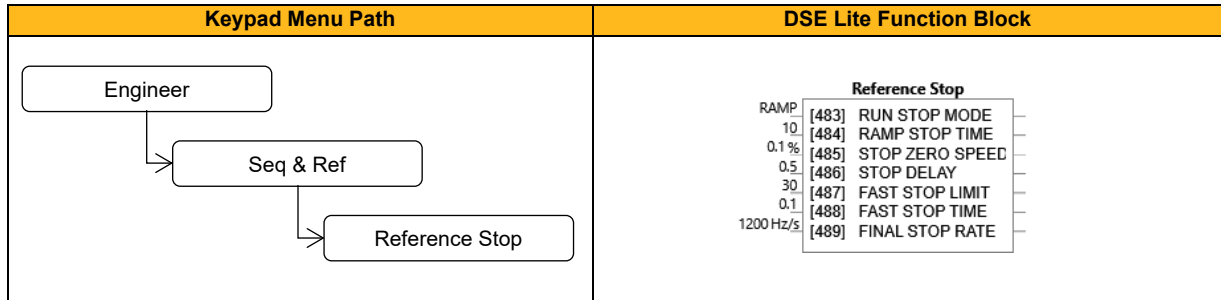 Keypad Menu Path
DSE Lite Function Block
Engineer
Seq & Ref
Reference Stop
Reference Stop
RAMP [483] RUN STOP MODE
10 [484] RAMP STOP TIME
0.1 % [485] STOP ZERO SPEED
0.5 [486] STOP DELAY
30 [487] FAST STOP LIMIT
0.1 [488] FAST STOP TIME
1200 Hz/s [489] FINAL STOP RATE